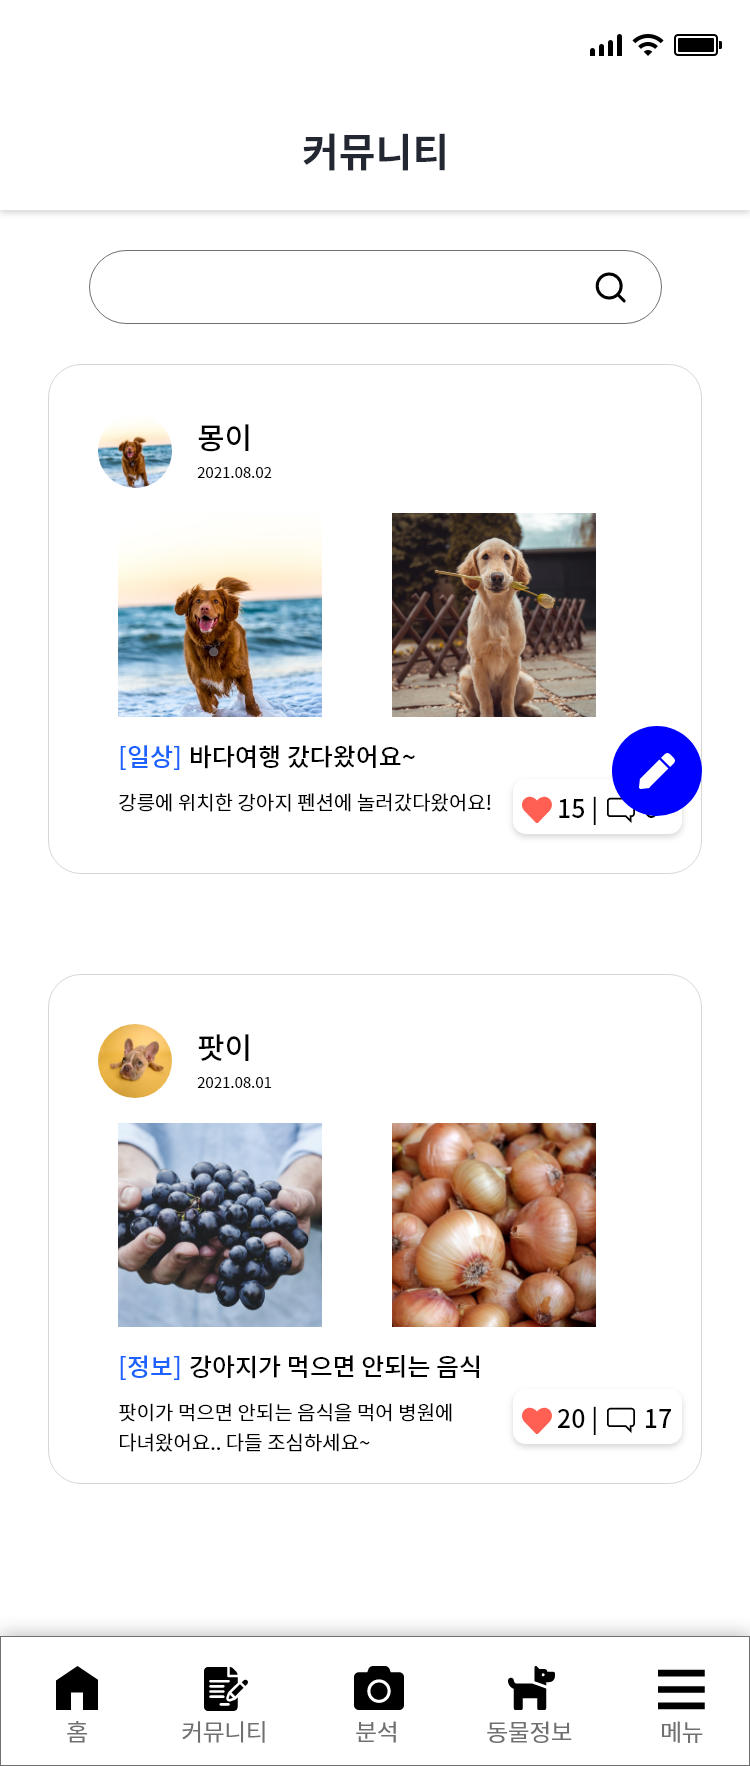 커뮤니티
몽이
2021.08.02
[일상] 바다여행 갔다왔어요~
강릉에 위치한 강아지 펜션에 놀러갔다왔어요!
15 |
팟이
2021.08.01
[정보] 강아지가 먹으면 안되는 음식
팟이가 먹으면 안되는 음식을 먹어 병원에
다녀왔어요.. 다들 조심하세요~
20 | 17
홈 커뮤니티 분석 동물정보 메뉴